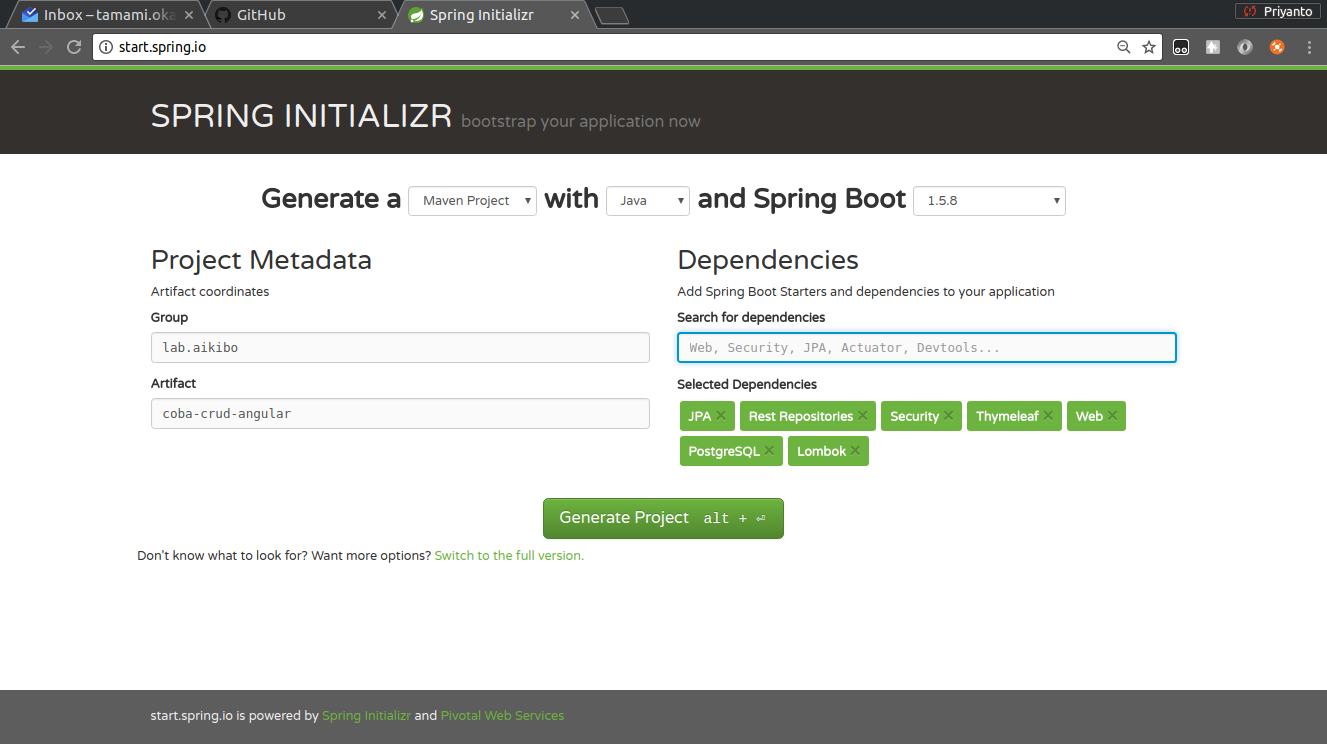 Inbox – tamami.oka
GitHub
Spring Initializr
Priyanto
start.spring.io
SPRING INITIALIZR bootstrap your application now
Generate a Maven Project with Java and Spring Boot 1.5.8
Project Metadata
Artifact coordinates
Group
lab.aikibo
Artifact
coba-crud-angular
Dependencies
Add Spring Boot Starters and dependencies to your application
Search for dependencies
Web, Security, JPA, Actuator, Devtools...
Selected Dependencies
JPA Rest Repositories Security Thymeleaf Web
PostgreSQL Lombok
Generate Project alt + ⏎
Don't know what to look for? Want more options? Switch to the full version.
start.spring.io is powered by Spring Initializr and Pivotal Web Services